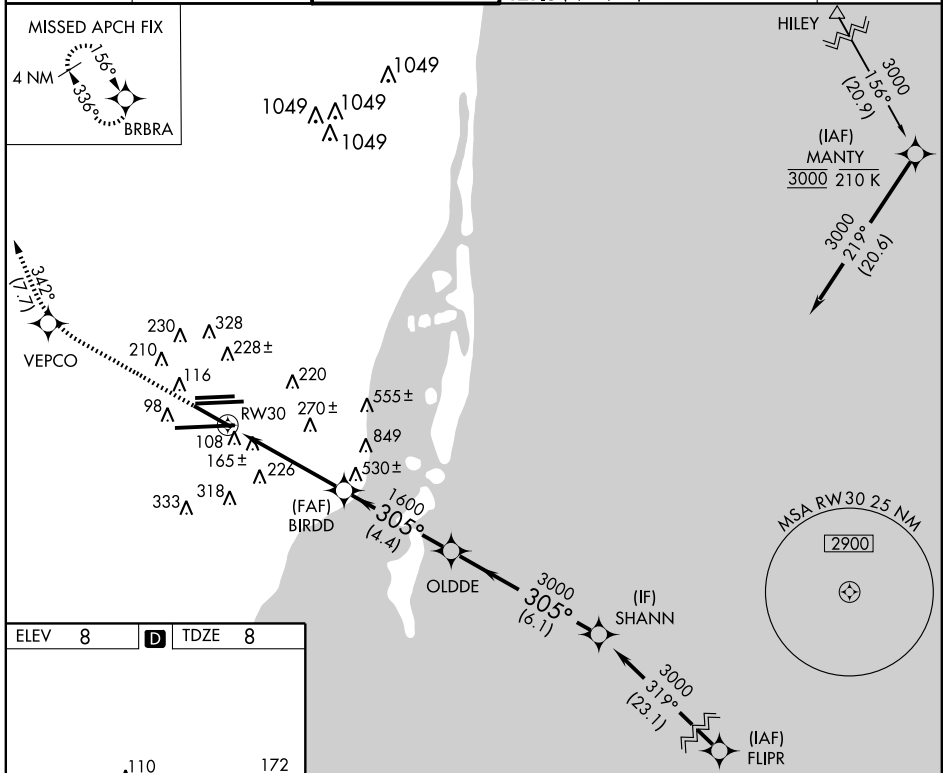 MISSED APCH FIX
4 NM
156°
336°
BRBRA
1049
1049
1049
1049
HILEY
3000
156°
(20.9)
(IAF)
MANTY
3000 210 K
3000
219°
(20.6)
342°
(7.7)
VEPCO
230
328
210
228±
116
220
98
RW30
270±
555±
108
849
165±
226
530±
333
318
(FAF)
BIRDD
1600
305°
(4.4)
OLDDE
3000
305°
(6.1)
(IF)
SHANN
3000
319°
(23.1)
(IAF)
FLIPR
MSA RW30 25 NM
2900
ELEV 8 D TDZE 8
110
172